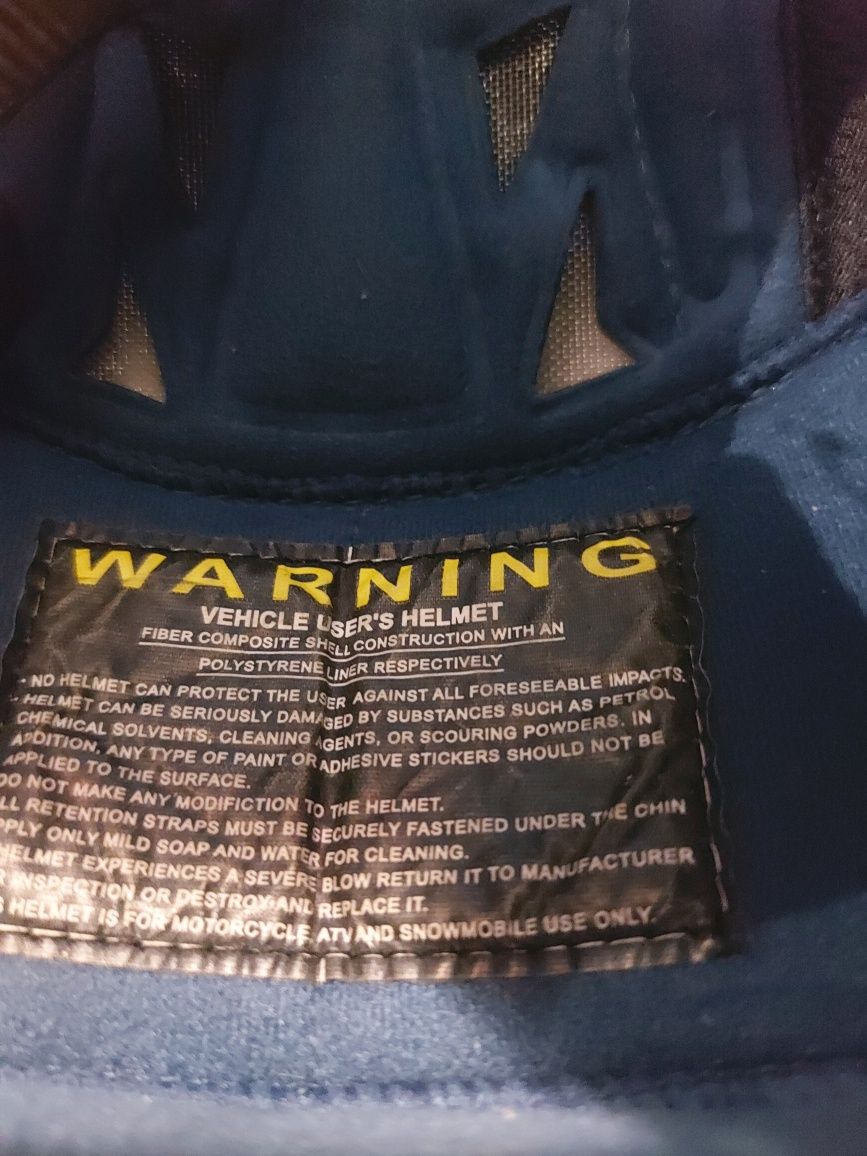 WARNING
VEHICLE USER'S HELMET
FIBER COMPOSITE SHELL CONSTRUCTION WITH AN
POLYSTYRENE LINER RESPECTIVELY
- NO HELMET CAN PROTECT THE USER AGAINST ALL FORESEEABLE IMPACTS.
- HELMET CAN BE SERIOUSLY DAMAGED BY SUBSTANCES SUCH AS PETROL
CHEMICAL SOLVENTS, CLEANING AGENTS, OR SCOURING POWDERS. IN
ADDITION, ANY TYPE OF PAINT OR ADHESIVE STICKERS SHOULD NOT BE
APPLIED TO THE SURFACE.
DO NOT MAKE ANY MODIFICTION TO THE HELMET.
LL RETENTION STRAPS MUST BE SECURELY FASTENED UNDER THE CHIN
PPLY ONLY MILD SOAP AND WATER FOR CLEANING.
HELMET EXPERIENCES A SEVERE BLOW RETURN IT TO MANUFACTURER
R INSPECTION OR DESTROY AND REPLACE IT.
S HELMET IS FOR MOTORCYCLE, ATV AND SNOWMOBILE USE ONLY.